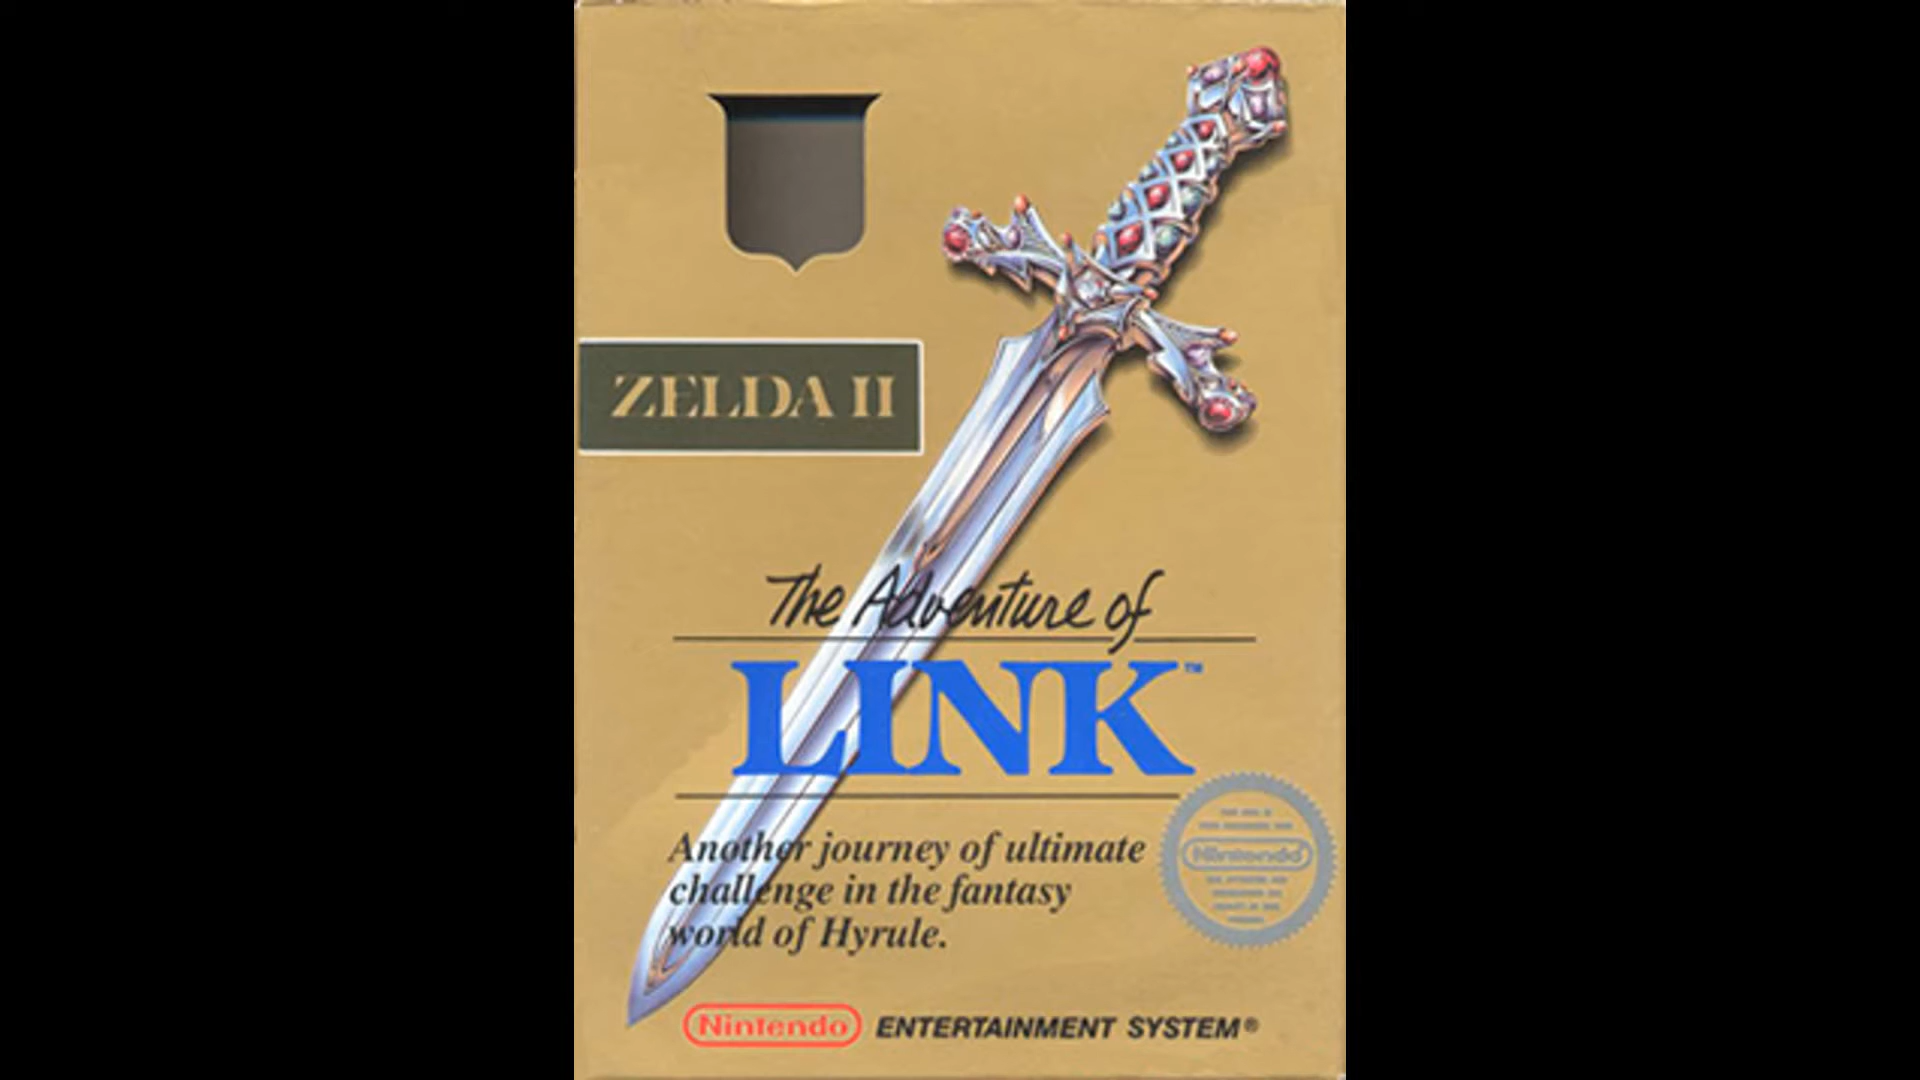 ZELDA II
The Adventure of
LINK™
Another journey of ultimate
challenge in the fantasy
world of Hyrule.
Nintendo
Nintendo ENTERTAINMENT SYSTEM®